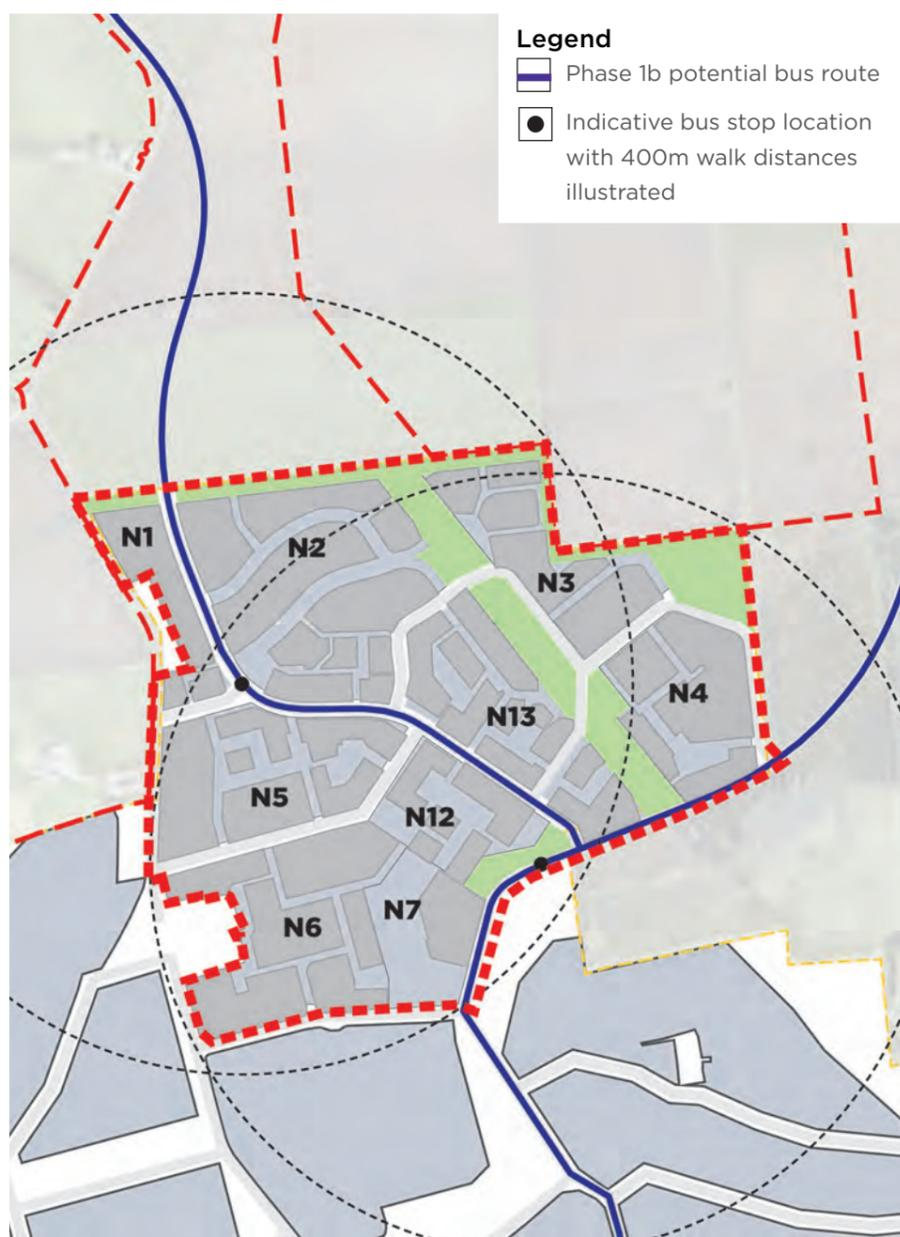 Legend
Phase 1b potential bus route
Indicative bus stop location
with 400m walk distances
illustrated
N1
N2
N3
N4
N13
N5
N12
N7
N6